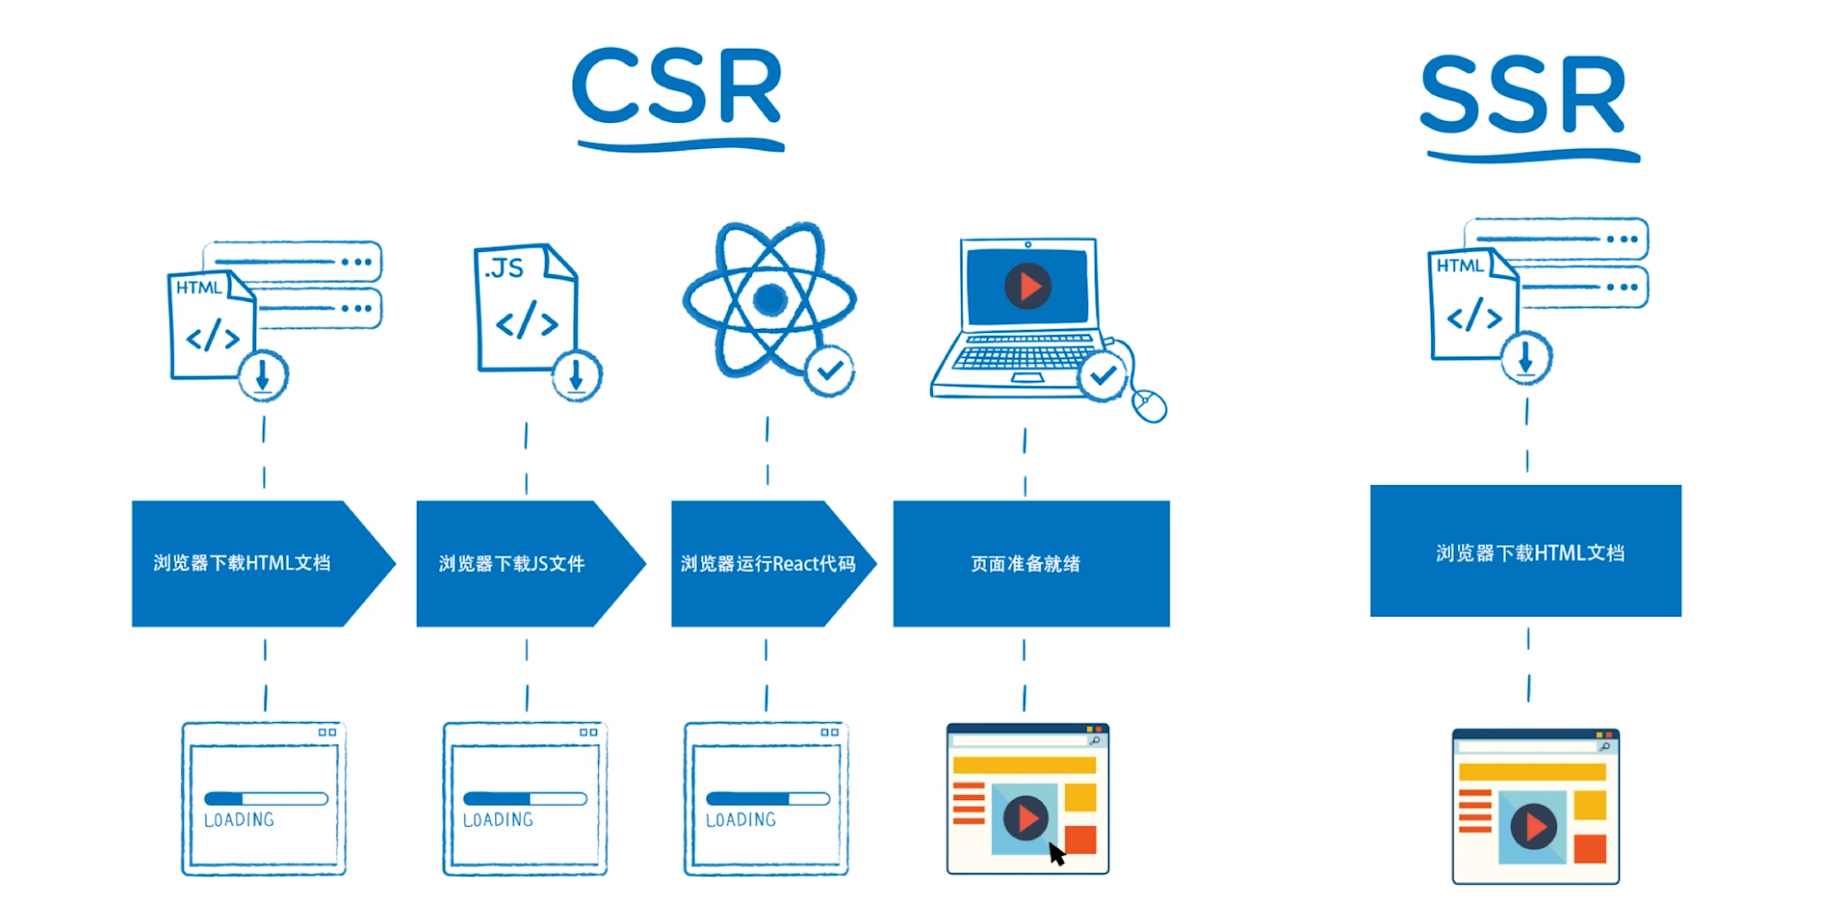 CSR
SSR
HTML
</>
.JS
</>
HTML
</>
浏览器下载HTML文档
浏览器下载JS文件
浏览器运行React代码
页面准备就绪
浏览器下载HTML文档
LOADING
LOADING
LOADING